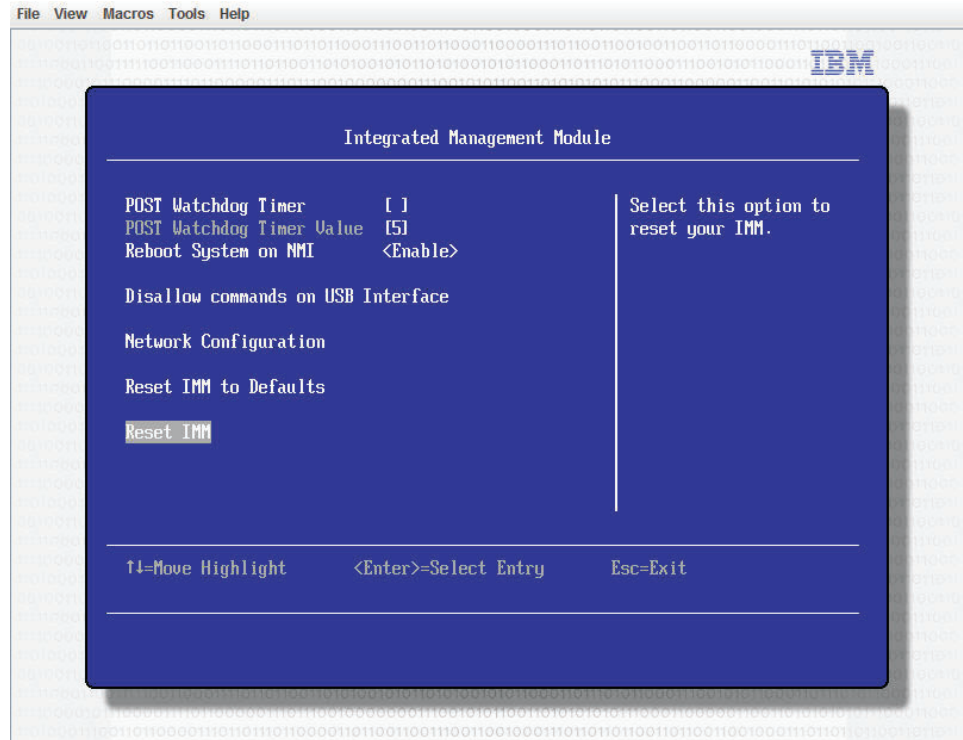 File View Macros Tools Help
IBM
Integrated Management Module
POST Watchdog Timer [ ]
POST Watchdog Timer Value [5]
Reboot System on NMI <Enable>
Disallow commands on USB Interface
Network Configuration
Reset IMM to Defaults
Reset IMM
Select this option to
reset your IMM.
↑↓=Move Highlight <Enter>=Select Entry Esc=Exit